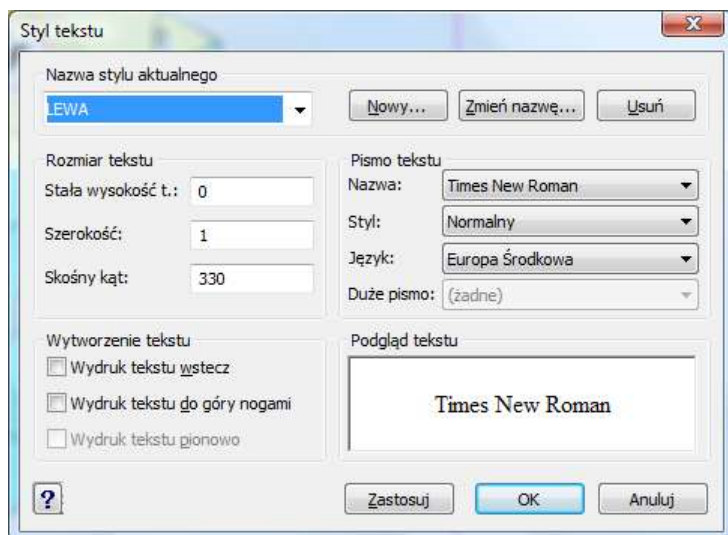 Styl tekstu
Nazwa stylu aktualnego
LEWA
Nowy... Zmień nazwę... Usuń
Rozmiar tekstu
Stała wysokość t.: 0
Szerokość: 1
Skośny kąt: 330
Pismo tekstu
Nazwa: Times New Roman
Styl: Normalny
Język: Europa Środkowa
Duże pismo: (żadne)
Wytworzenie tekstu
Wydruk tekstu wstecz
Wydruk tekstu do góry nogami
Wydruk tekstu pionowo
Podgląd tekstu
Times New Roman
? Zastosuj OK Anuluj